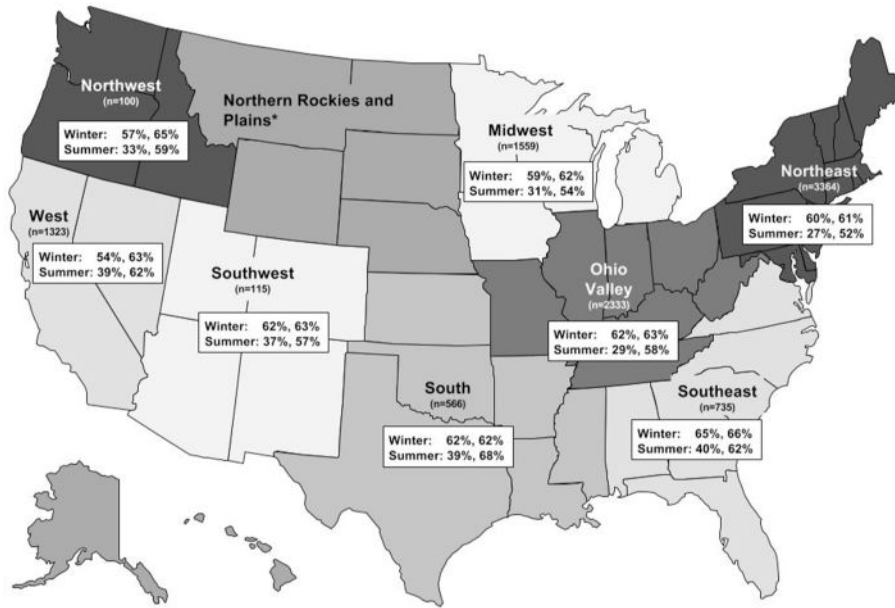 Northwest
(n=100)
Winter: 57%, 65%
Summer: 33%, 59%
Northern Rockies and
Plains*
Midwest
(n=1559)
Winter: 59%, 62%
Summer: 31%, 54%
Northeast
(n=3364)
Winter: 60%, 61%
Summer: 27%, 52%
West
(n=1323)
Winter: 54%, 63%
Summer: 39%, 62%
Southwest
(n=115)
Winter: 62%, 63%
Summer: 37%, 57%
Ohio
Valley
(n=2333)
Winter: 62%, 63%
Summer: 29%, 58%
South
(n=566)
Winter: 62%, 62%
Summer: 39%, 68%
Southeast
(n=735)
Winter: 65%, 66%
Summer: 40%, 62%